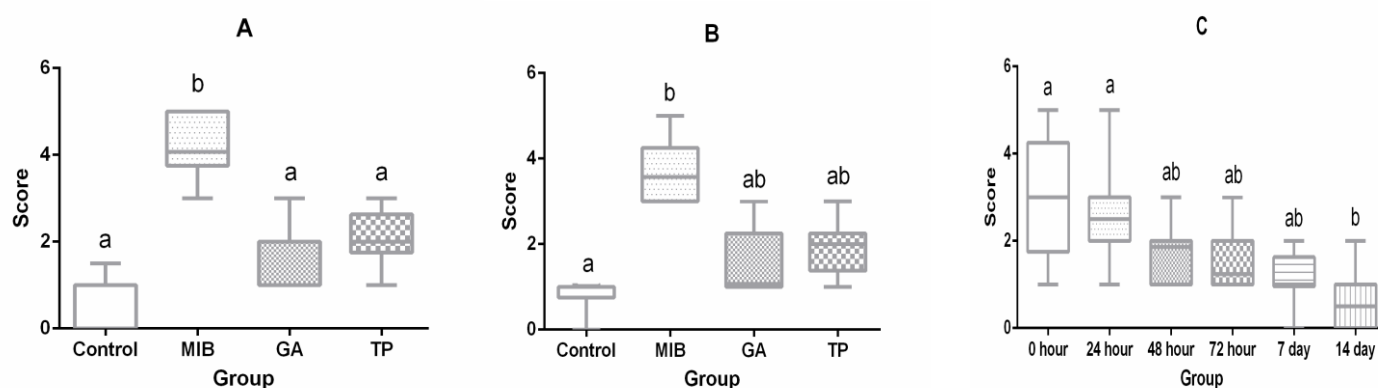 A
6
4
2
0
Score
a
b
a
a
Control
MIB
GA
TP
Group
B
6
4
2
0
Score
a
b
ab
ab
Control
MIB
GA
TP
Group
C
6
4
2
0
Score
a
a
ab
ab
ab
b
0 hour
24 hour
48 hour
72 hour
7 day
14 day
Group